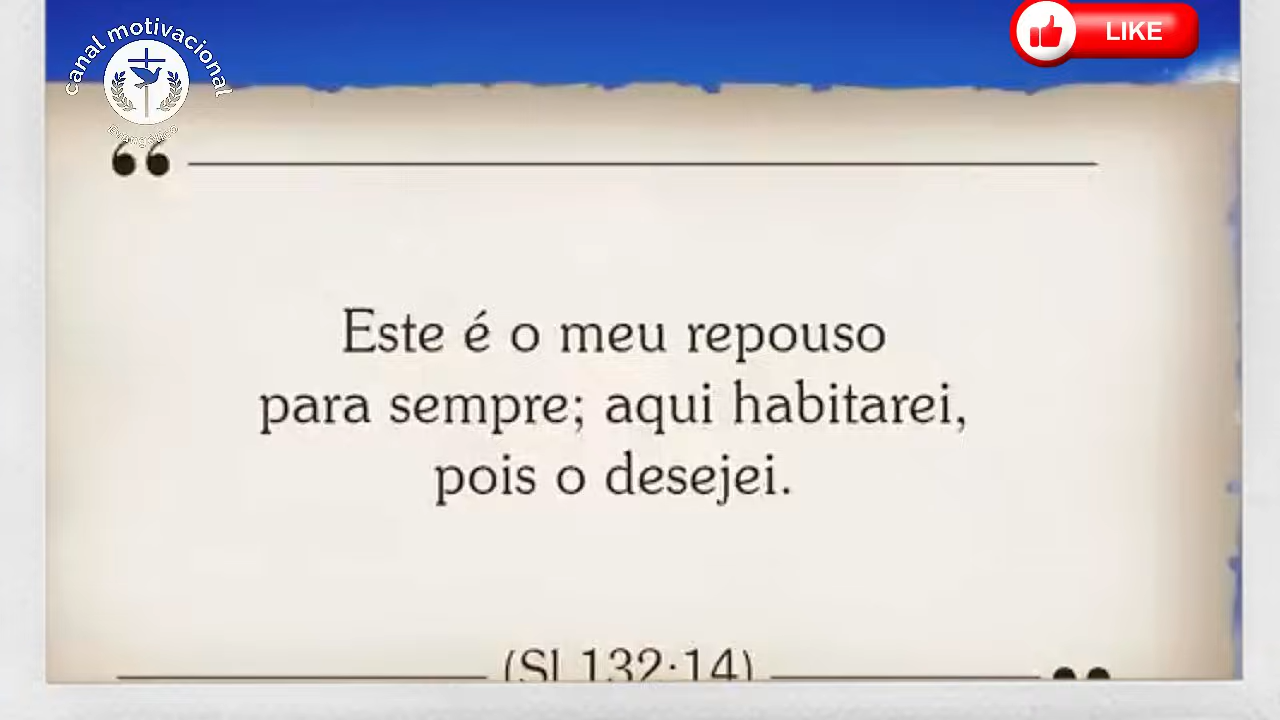 canal motivacional
LIKE
Este é o meu repouso
para sempre; aqui habitarei,
pois o desejei.
(Sl 132:14)